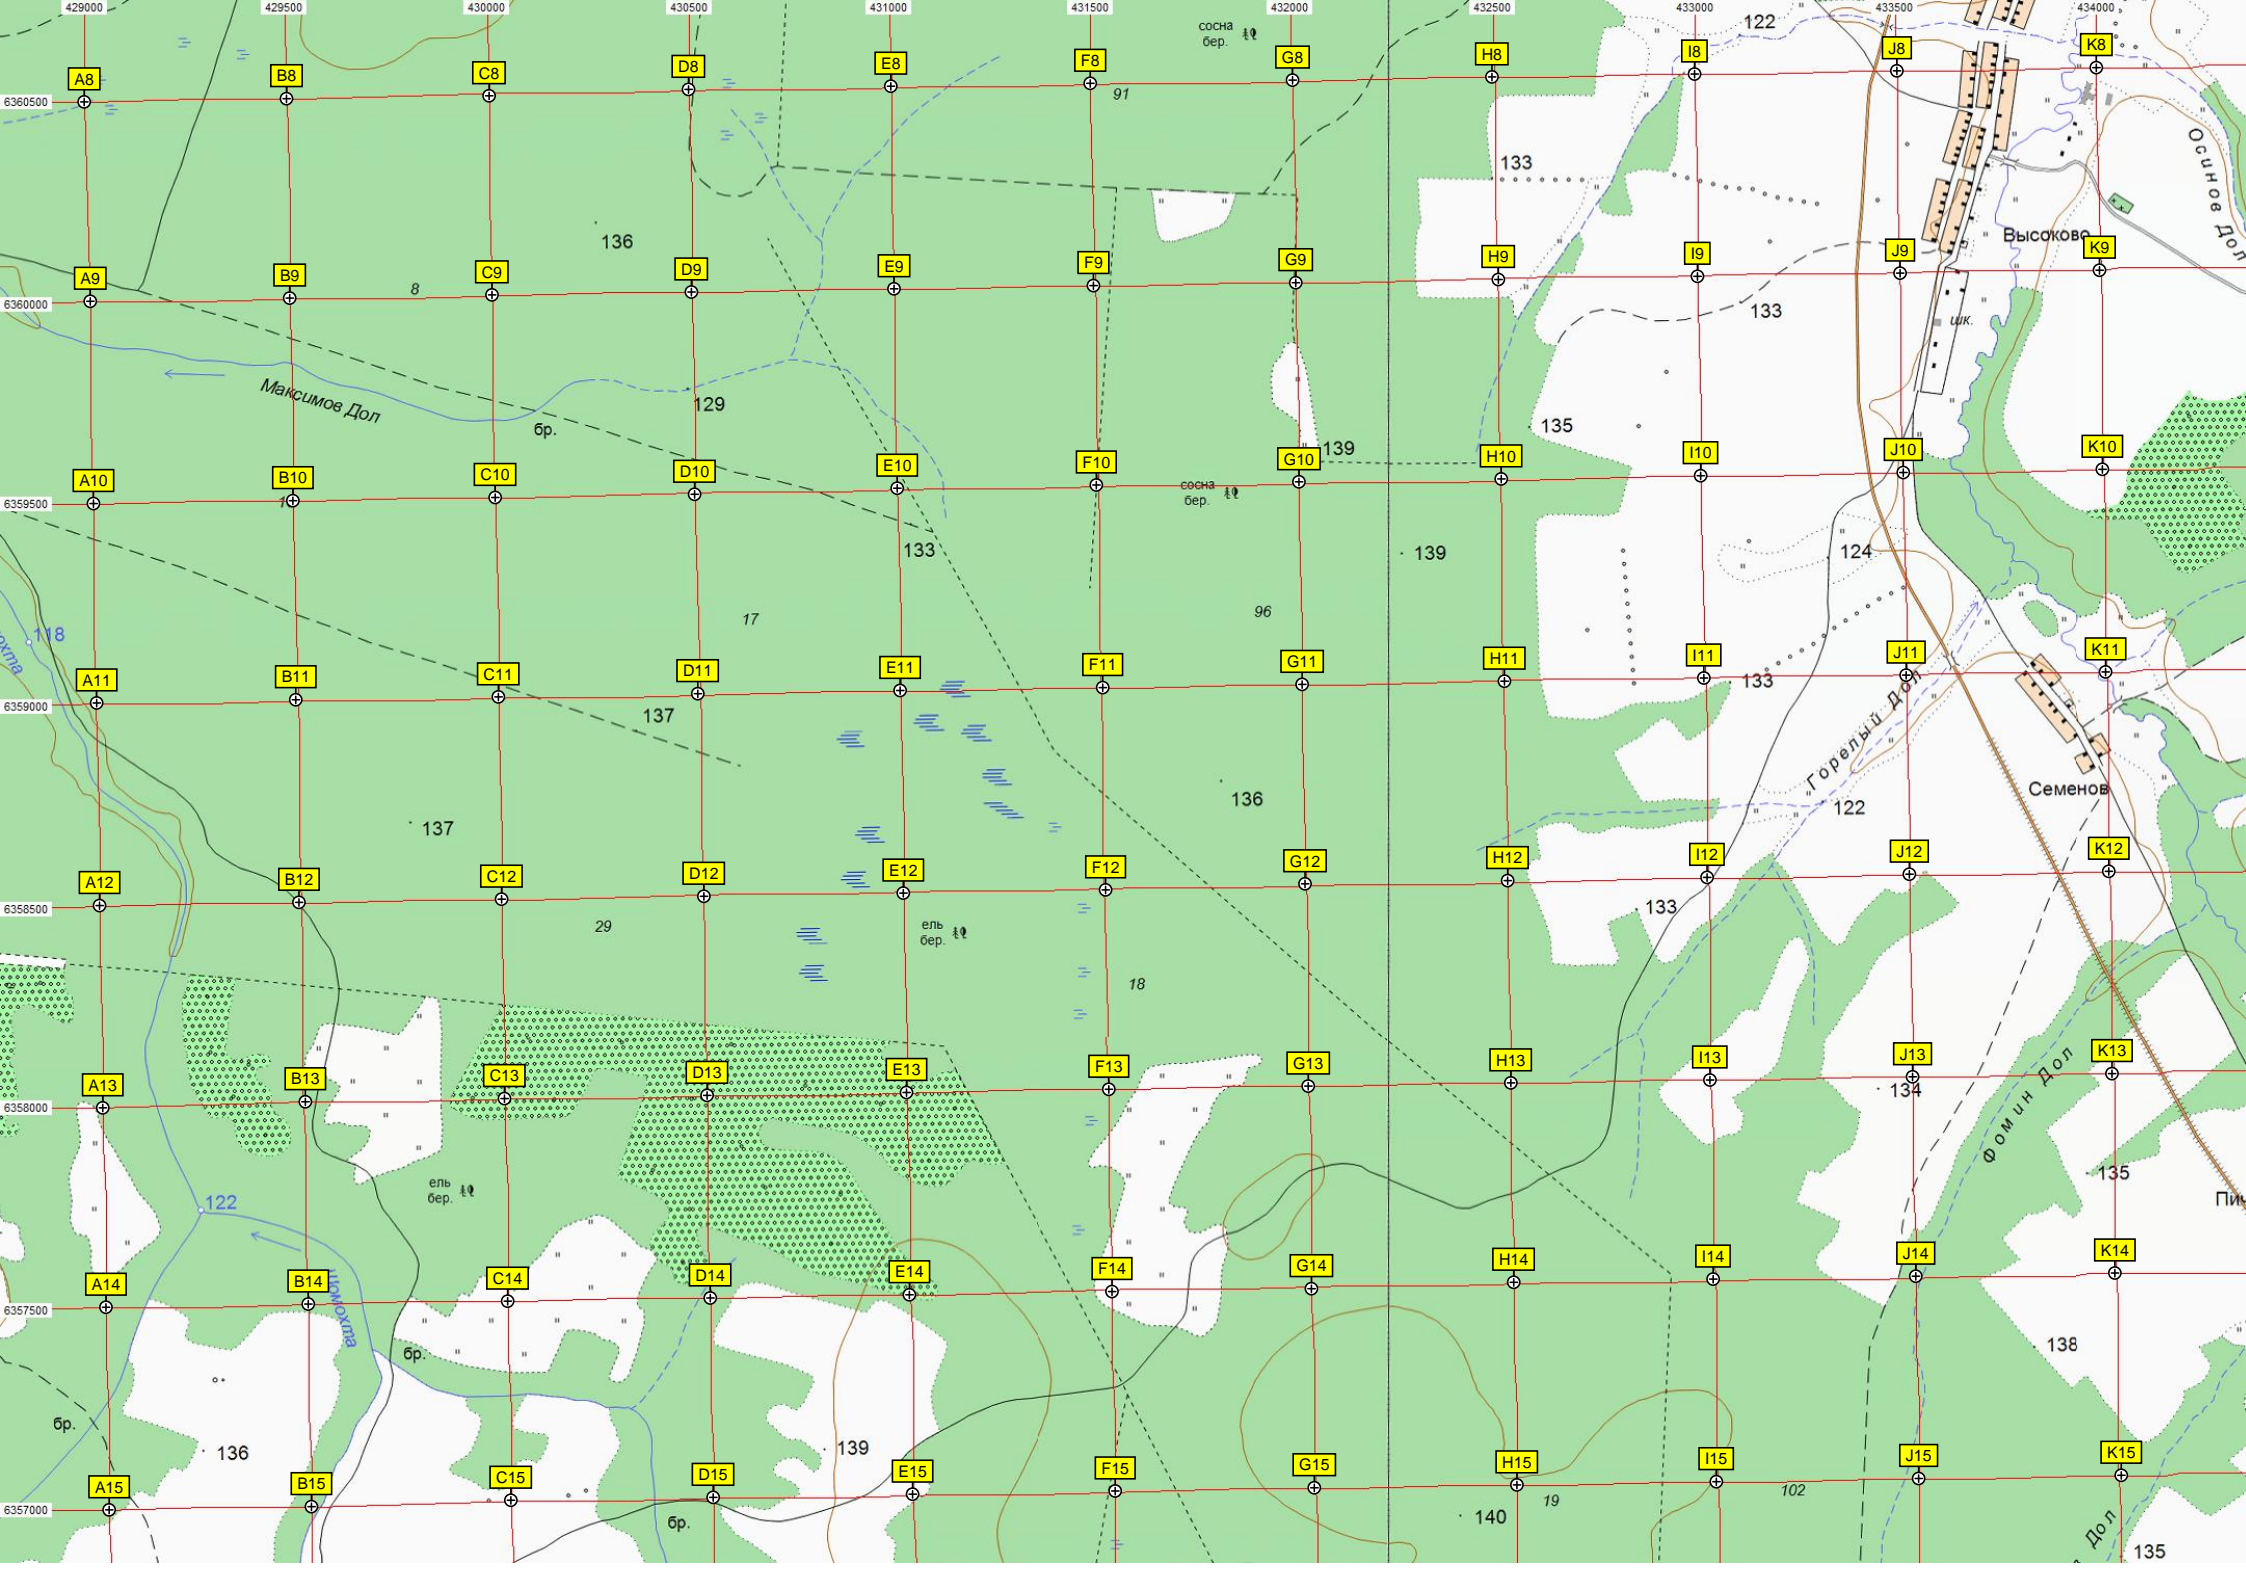 429000 429500 430000 430500 431000 431500 432000 432500 433000 433500 434000
сосна
бер.
122
A8 B8 C8 D8 E8 F8 G8 H8 I8 J8 K8
6360500
91
133
Осинов Дол
136
Высоково
A9 B9 C9 D9 E9 F9 G9 H9 I9 J9 K9
6360000
8
133
шк.
Максимов Дол
129
бр.
135
139
A10 B10 C10 D10 E10 F10 G10 H10 I10 J10 K10
6359500
сосна
бер.
133
139
124
17
96
118
A11 B11 C11 D11 E11 F11 G11 H11 I11 J11 K11
6359000
133
137
Горелый Дол
136
Семенов
122
137
A12 B12 C12 D12 E12 F12 G12 H12 I12 J12 K12
6358500
133
29
ель
бер.
18
A13 B13 C13 D13 E13 F13 G13 H13 I13 J13 K13
6358000
134
Фомин Дол
135
ель
бер.
122
A14 B14 C14 D14 E14 F14 G14 H14 I14 J14 K14
6357500
Шомохта
138
бр.
бр.
136
139
A15 B15 C15 D15 E15 F15 G15 H15 I15 J15 K15
6357000
19
102
140
бр.
Дол
135